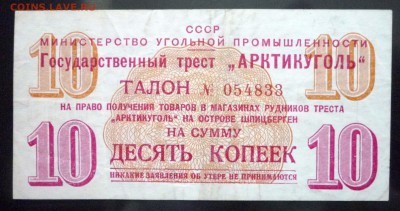 COINS.LAVE.RU
СССР
МИНИСТЕРСТВО УГОЛЬНОЙ ПРОМЫШЛЕННОСТИ
Государственный трест „АРКТИКУГОЛЬ“
10 ТАЛОН № 054833 10
НА ПРАВО ПОЛУЧЕНИЯ ТОВАРОВ В МАГАЗИНАХ РУДНИКОВ ТРЕСТА
„АРКТИКУГОЛЬ“ НА ОСТРОВЕ ШПИЦБЕРГЕН
НА СУММУ
10 ДЕСЯТЬ КОПЕЕК 10
НИКАКИЕ ЗАЯВЛЕНИЯ ОБ УТЕРЕ НЕ ПРИНИМАЮТСЯ